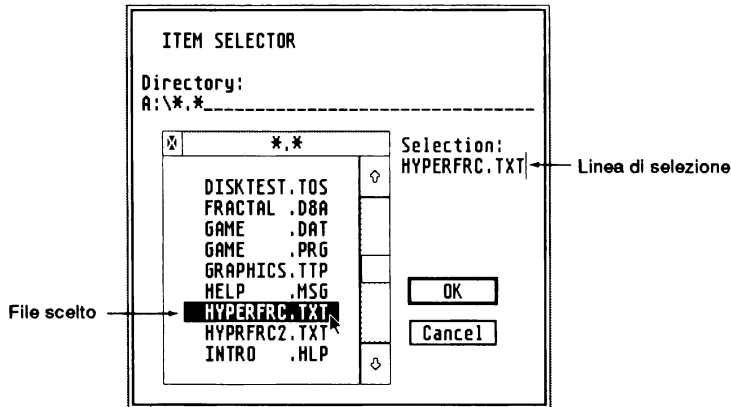 ITEM SELECTOR
Directory:
A:\*.*______________________________
*.*
Selection:
HYPERFRC.TXT
Linea di selezione
DISKTEST.TOS
FRACTAL .D8A
GAME .DAT
GAME .PRG
GRAPHICS.TTP
HELP .MSG
File scelto
HYPERFRC.TXT
HYPRFRC2.TXT
INTRO .HLP
OK
Cancel